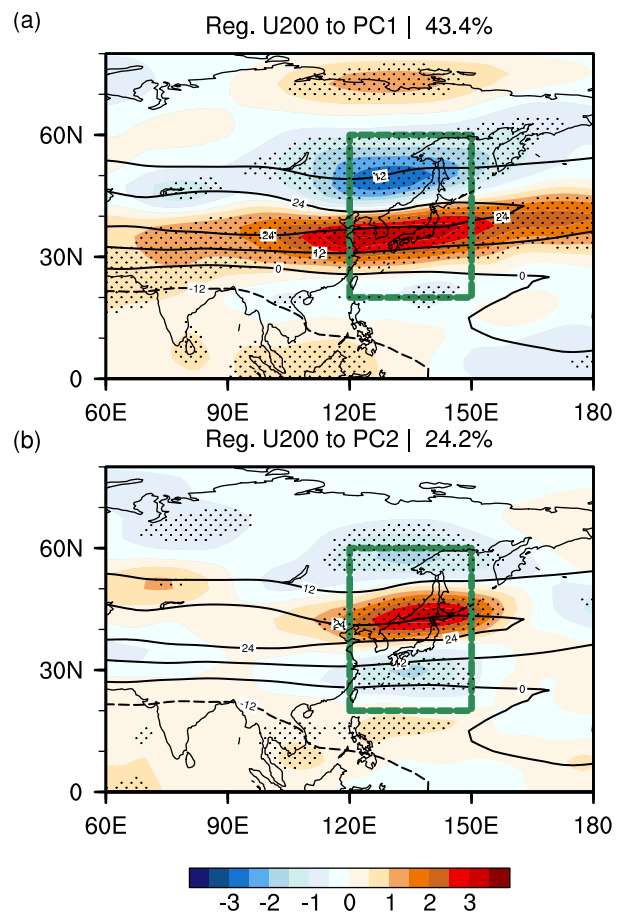 (a)
Reg. U200 to PC1 | 43.4%
60N
30N
0
12
24
24
24
12
0
0
-12
60E
90E
120E
150E
180
(b)
Reg. U200 to PC2 | 24.2%
60N
30N
0
12
24
24
24
12
0
-12
60E
90E
120E
150E
180
-3
-2
-1
0
1
2
3